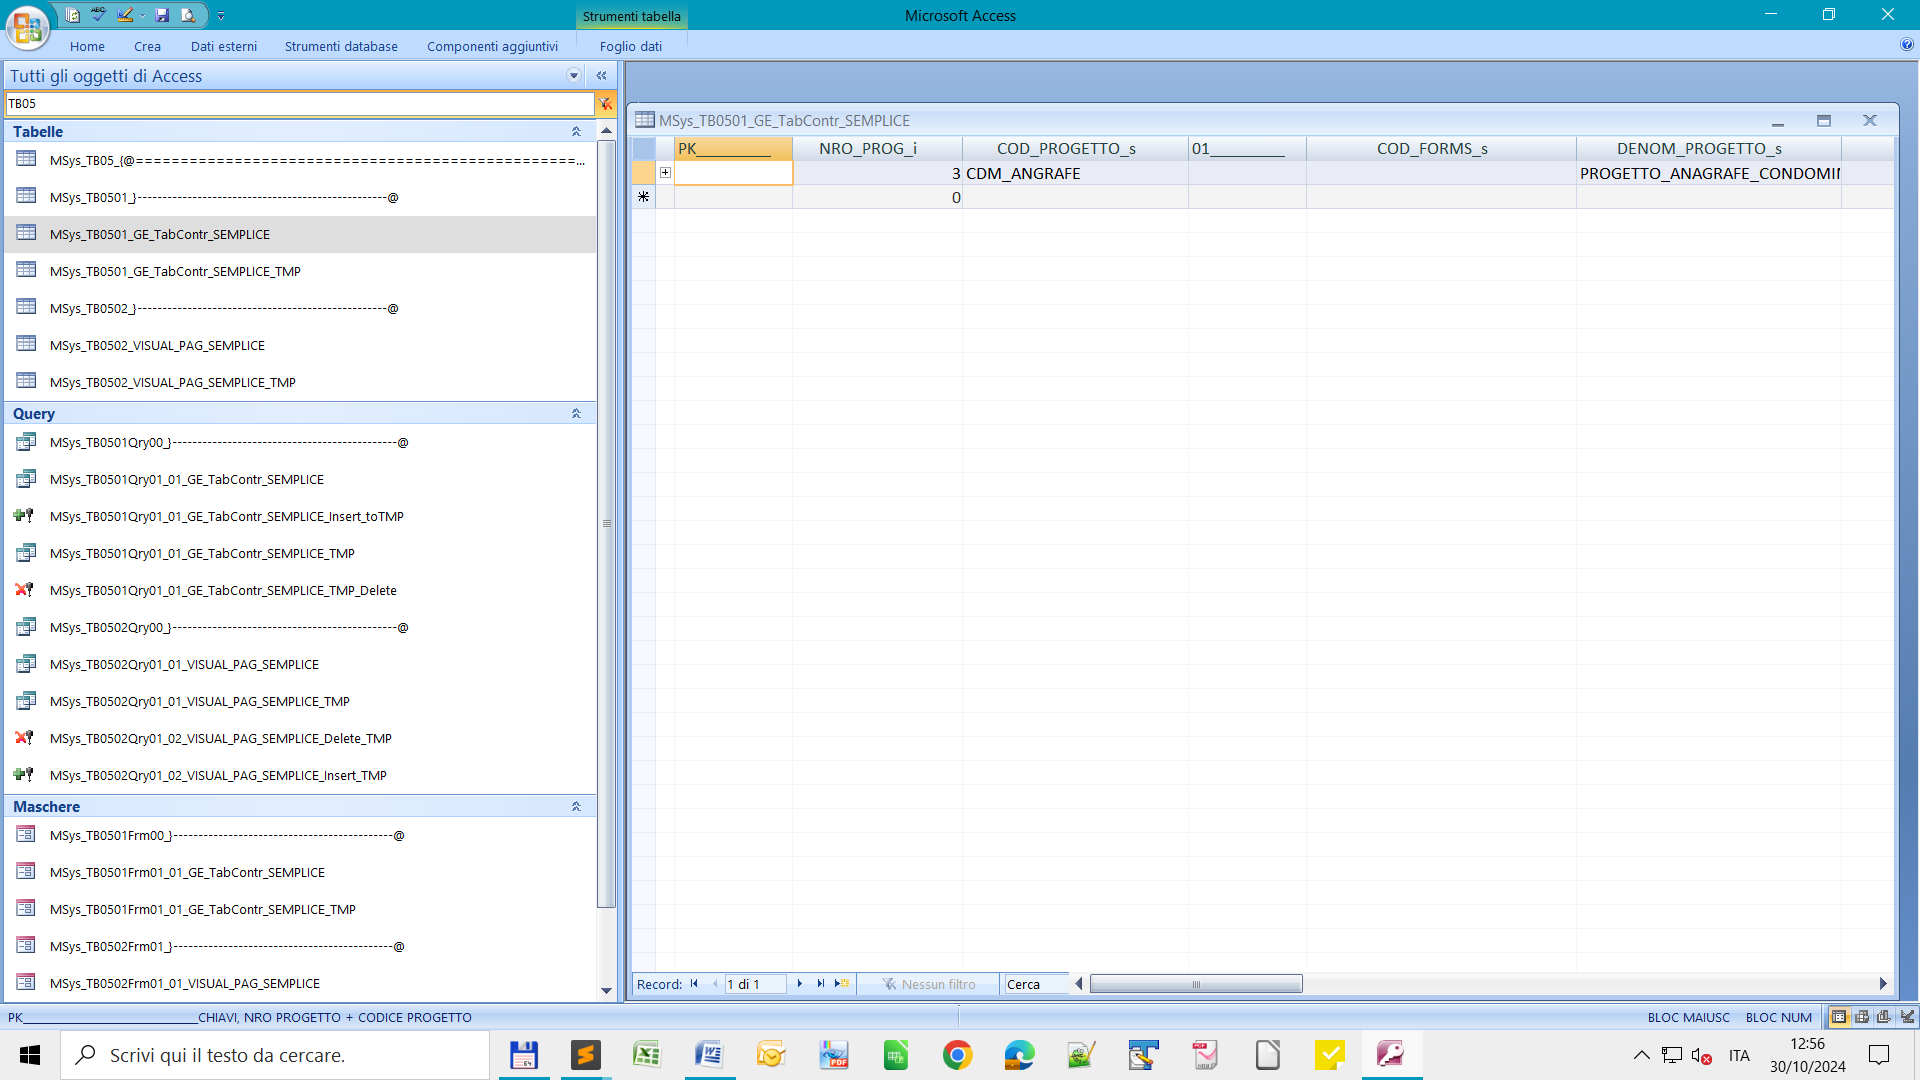 Strumenti tabella
Microsoft Access
Home
Crea
Dati esterni
Strumenti database
Componenti aggiuntivi
Foglio dati
Tutti gli oggetti di Access
TB05
Tabelle
MSys_TB05_{@==================================================...
MSys_TB0501_}--------------------------------------------------@
MSys_TB0501_GE_TabContr_SEMPLICE
MSys_TB0501_GE_TabContr_SEMPLICE_TMP
MSys_TB0502_}--------------------------------------------------@
MSys_TB0502_VISUAL_PAG_SEMPLICE
MSys_TB0502_VISUAL_PAG_SEMPLICE_TMP
Query
MSys_TB0501Qry00_}---------------------------------------------@
MSys_TB0501Qry01_01_GE_TabContr_SEMPLICE
MSys_TB0501Qry01_01_GE_TabContr_SEMPLICE_Insert_toTMP
MSys_TB0501Qry01_01_GE_TabContr_SEMPLICE_TMP
MSys_TB0501Qry01_01_GE_TabContr_SEMPLICE_TMP_Delete
MSys_TB0502Qry00_}---------------------------------------------@
MSys_TB0502Qry01_01_VISUAL_PAG_SEMPLICE
MSys_TB0502Qry01_01_VISUAL_PAG_SEMPLICE_TMP
MSys_TB0502Qry01_02_VISUAL_PAG_SEMPLICE_Delete_TMP
MSys_TB0502Qry01_02_VISUAL_PAG_SEMPLICE_Insert_TMP
Maschere
MSys_TB0501Frm00_}--------------------------------------------@
MSys_TB0501Frm01_01_GE_TabContr_SEMPLICE
MSys_TB0501Frm01_01_GE_TabContr_SEMPLICE_TMP
MSys_TB0502Frm01_}--------------------------------------------@
MSys_TB0502Frm01_01_VISUAL_PAG_SEMPLICE
MSys_TB0501_GE_TabContr_SEMPLICE
PK_________ NRO_PROG_i COD_PROGETTO_s 01_________ COD_FORMS_s DENOM_PROGETTO_s
3 CDM_ANGRAFE PROGETTO_ANAGRAFE_CONDOMI
0
Record: 1 di 1 Nessun filtro Cerca
PK_________________________CHIAVI, NRO PROGETTO + CODICE PROGETTO
BLOC MAIUSC BLOC NUM
Scrivi qui il testo da cercare.
ITA
12:56
30/10/2024